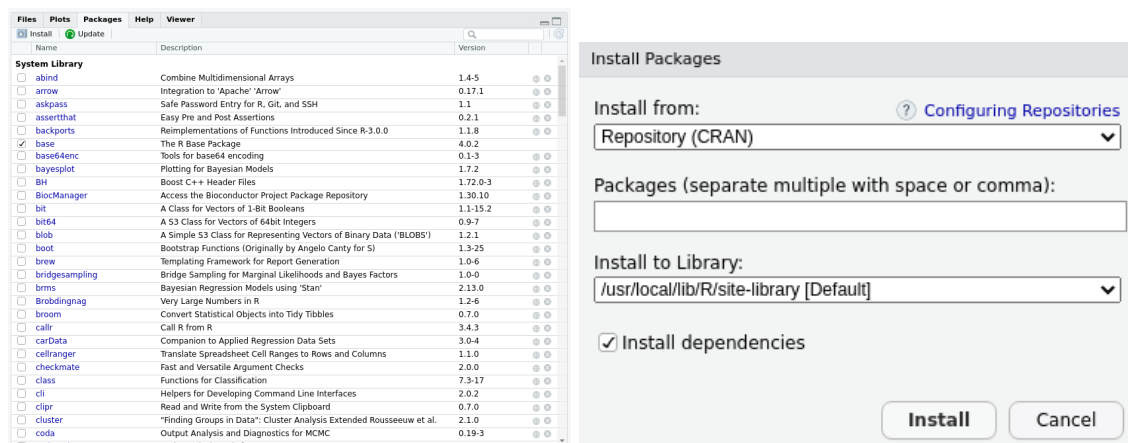 Files Plots Packages Help Viewer
Install Update
Name Description Version
System Library
abind Combine Multidimensional Arrays 1.4-5
arrow Integration to 'Apache' 'Arrow' 0.17.1
askpass Safe Password Entry for R, Git, and SSH 1.1
assertthat Easy Pre and Post Assertions 0.2.1
backports Reimplementations of Functions Introduced Since R-3.0.0 1.1.8
base The R Base Package 4.0.2
base64enc Tools for base64 encoding 0.1-3
bayesplot Plotting for Bayesian Models 1.7.2
BH Boost C++ Header Files 1.72.0-3
BiocManager Access the Bioconductor Project Package Repository 1.30.10
bit A Class for Vectors of 1-Bit Booleans 1.1-15.2
bit64 A S3 Class for Vectors of 64bit Integers 0.9-7
blob A Simple S3 Class for Representing Vectors of Binary Data ('BLOBS') 1.2.1
boot Bootstrap Functions (Originally by Angelo Canty for S) 1.3-25
brew Templating Framework for Report Generation 1.0-6
bridgesampling Bridge Sampling for Marginal Likelihoods and Bayes Factors 1.0-0
brms Bayesian Regression Models using 'Stan' 2.13.0
Brobdingnag Very Large Numbers in R 1.2-6
broom Convert Statistical Objects into Tidy Tibbles 0.7.0
callr Call R from R 3.4.3
carData Companion to Applied Regression Data Sets 3.0-4
cellranger Translate Spreadsheet Cell Ranges to Rows and Columns 1.1.0
checkmate Fast and Versatile Argument Checks 2.0.0
class Functions for Classification 7.3-17
cli Helpers for Developing Command Line Interfaces 2.0.2
clipr Read and Write from the System Clipboard 0.7.0
cluster "Finding Groups in Data": Cluster Analysis Extended Rousseeuw et al. 2.1.0
coda Output Analysis and Diagnostics for MCMC 0.19-3
Install Packages
Install from: ? Configuring Repositories
Repository (CRAN)
Packages (separate multiple with space or comma):
Install to Library:
/usr/local/lib/R/site-library [Default]
Install dependencies
Install Cancel